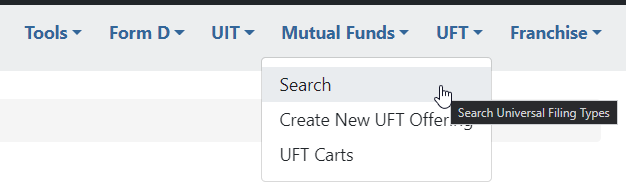 Tools Form D UIT Mutual Funds UFT Franchise
Search
Search Universal Filing Types
Create New UFT Offering
UFT Carts